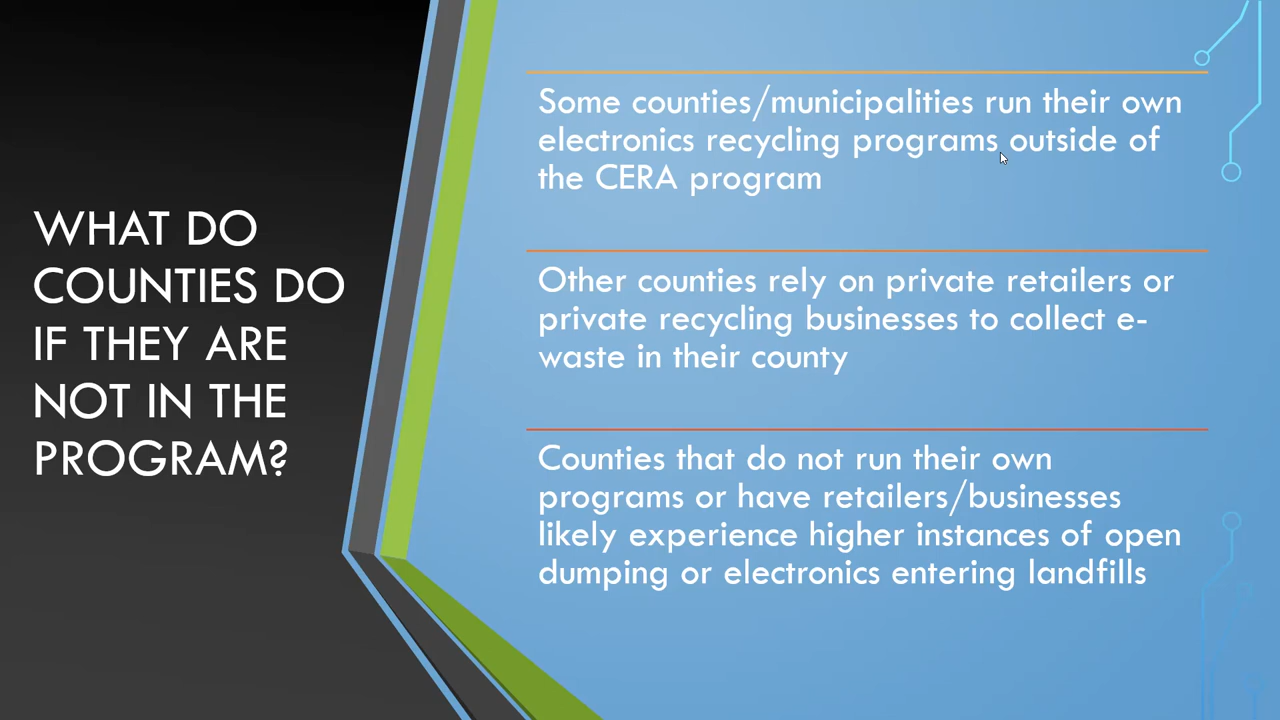 WHAT DO
COUNTIES DO
IF THEY ARE
NOT IN THE
PROGRAM?
Some counties/municipalities run their own
electronics recycling programs outside of
the CERA program
Other counties rely on private retailers or
private recycling businesses to collect e-
waste in their county
Counties that do not run their own
programs or have retailers/businesses
likely experience higher instances of open
dumping or electronics entering landfills